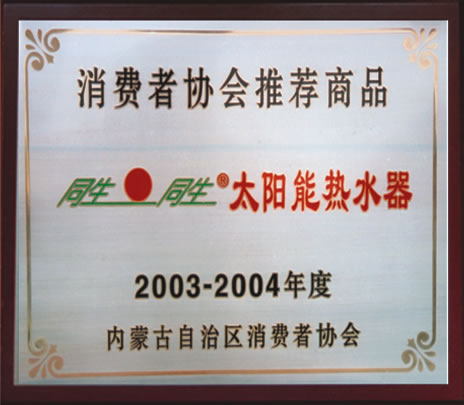 消费者协会推荐商品
同生 同生® 太阳能热水器
2003-2004年度
内蒙古自治区消费者协会